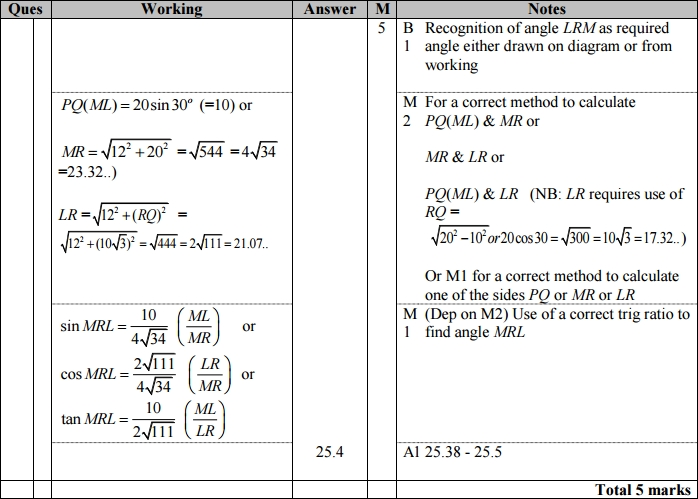 Ques Working Answer M Notes
5 B 1 Recognition of angle LRM as required
angle either drawn on diagram or from
working
PQ(ML) = 20sin30° (=10) or
MR = √(12² + 20²) = √544 = 4√34
=23.32..)
LR = √(12² + (RQ)²) =
√(12² + (10√3)²) = √444 = 2√111 = 21.07..
M 2 For a correct method to calculate
PQ(ML) & MR or
MR & LR or
PQ(ML) & LR (NB: LR requires use of
RQ =
√(20² − 10²) or 20cos30 = √300 = 10√3 = 17.32.. )
Or M1 for a correct method to calculate
one of the sides PQ or MR or LR
sin MRL = 10/(4√34) (ML/MR) or
cos MRL = (2√111)/(4√34) (LR/MR) or
tan MRL = 10/(2√111) (ML/LR)
M 1 (Dep on M2) Use of a correct trig ratio to
find angle MRL
25.4 A1 25.38 - 25.5
Total 5 marks